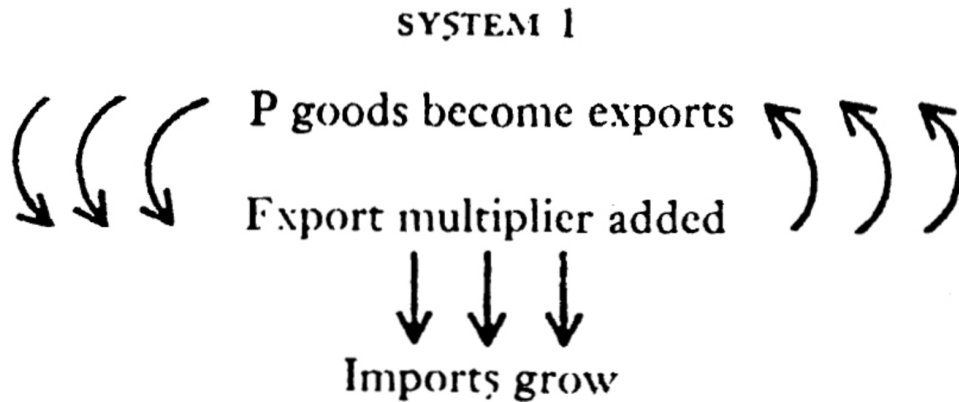 SYSTEM 1
P goods become exports
Export multiplier added
Imports grow